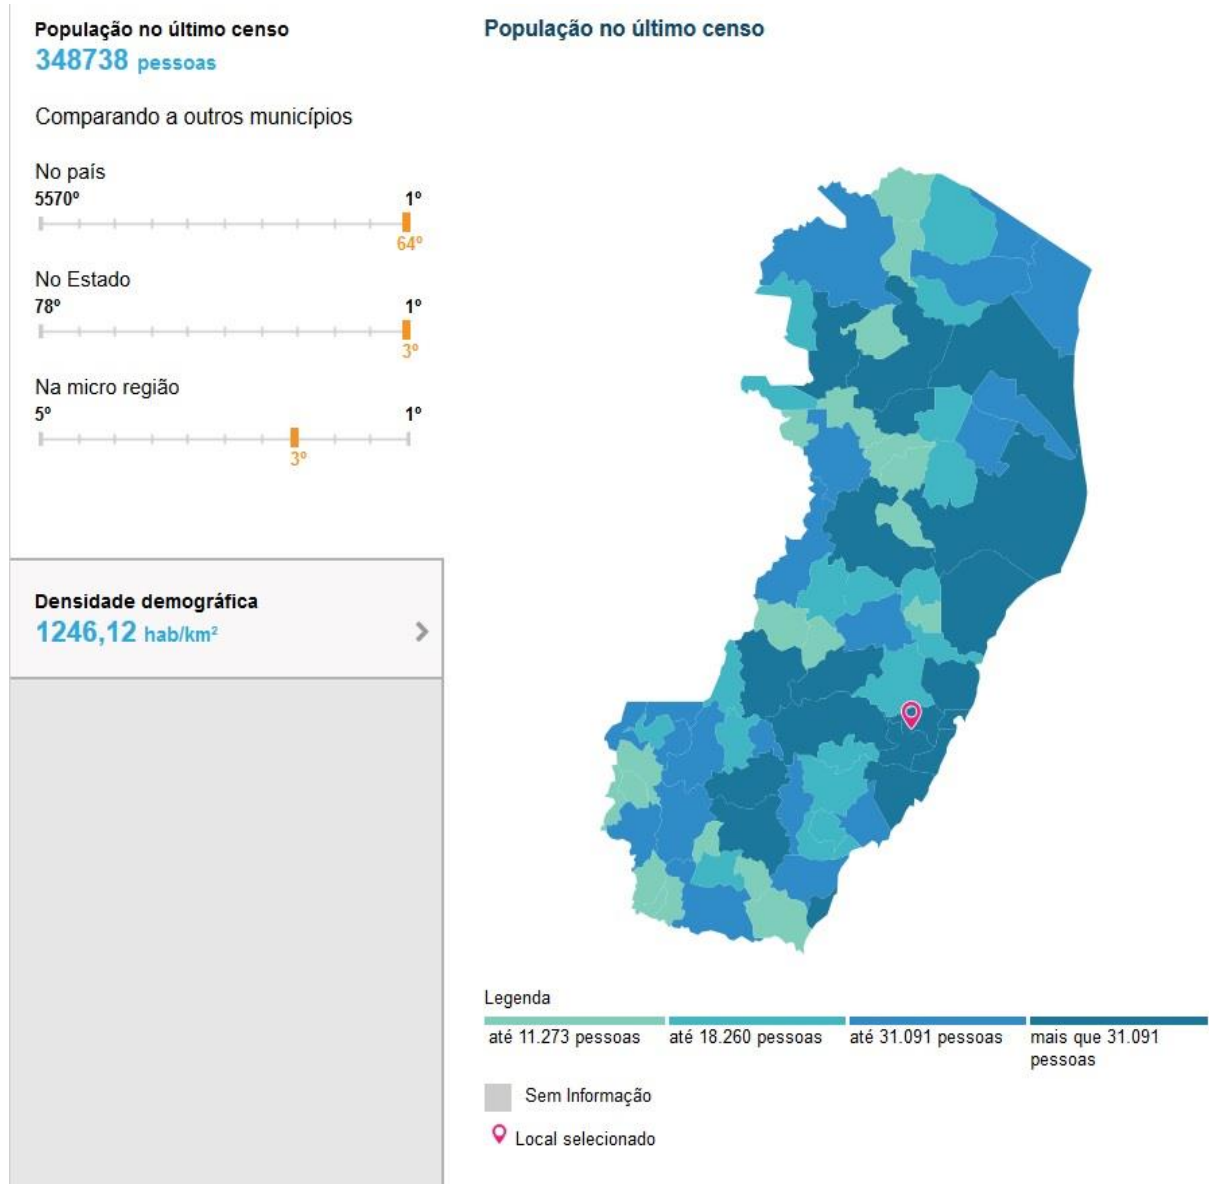 População no último censo
348738 pessoas
Comparando a outros municípios
No país
5570º 1º
64º
No Estado
78º 1º
3º
Na micro região
5º 1º
3º
Densidade demográfica
1246,12 hab/km²
População no último censo
Legenda
até 11.273 pessoas até 18.260 pessoas até 31.091 pessoas mais que 31.091
pessoas
Sem Informação
Local selecionado